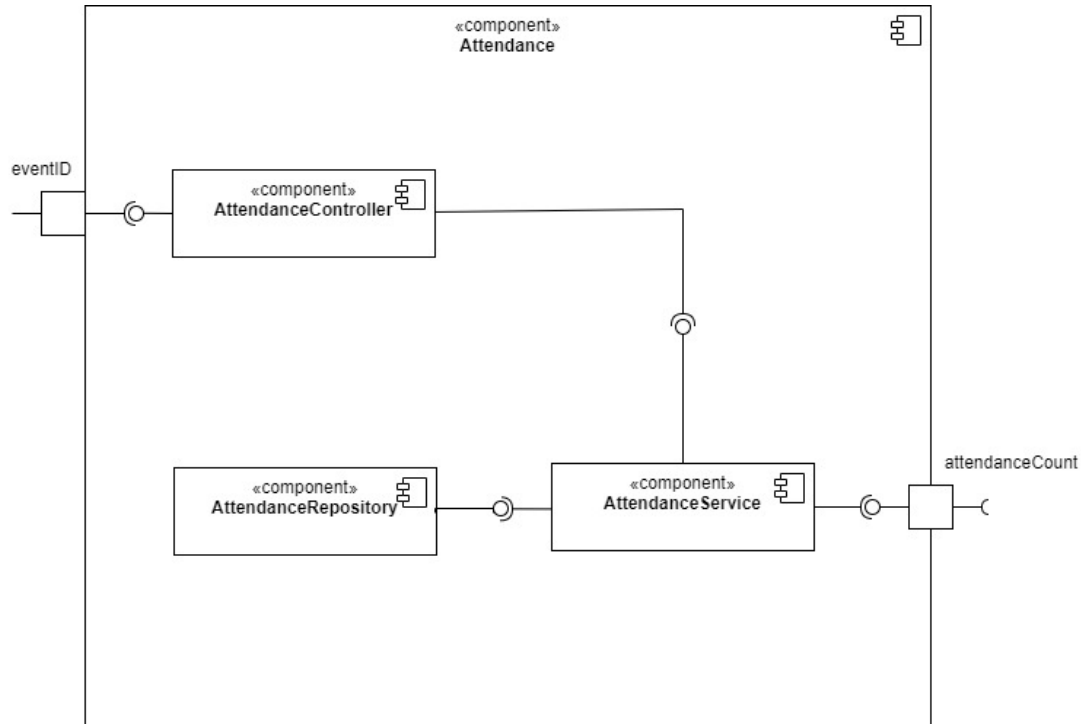 «component»
Attendance
eventID
«component»
AttendanceController
«component»
AttendanceRepository
«component»
AttendanceService
attendanceCount